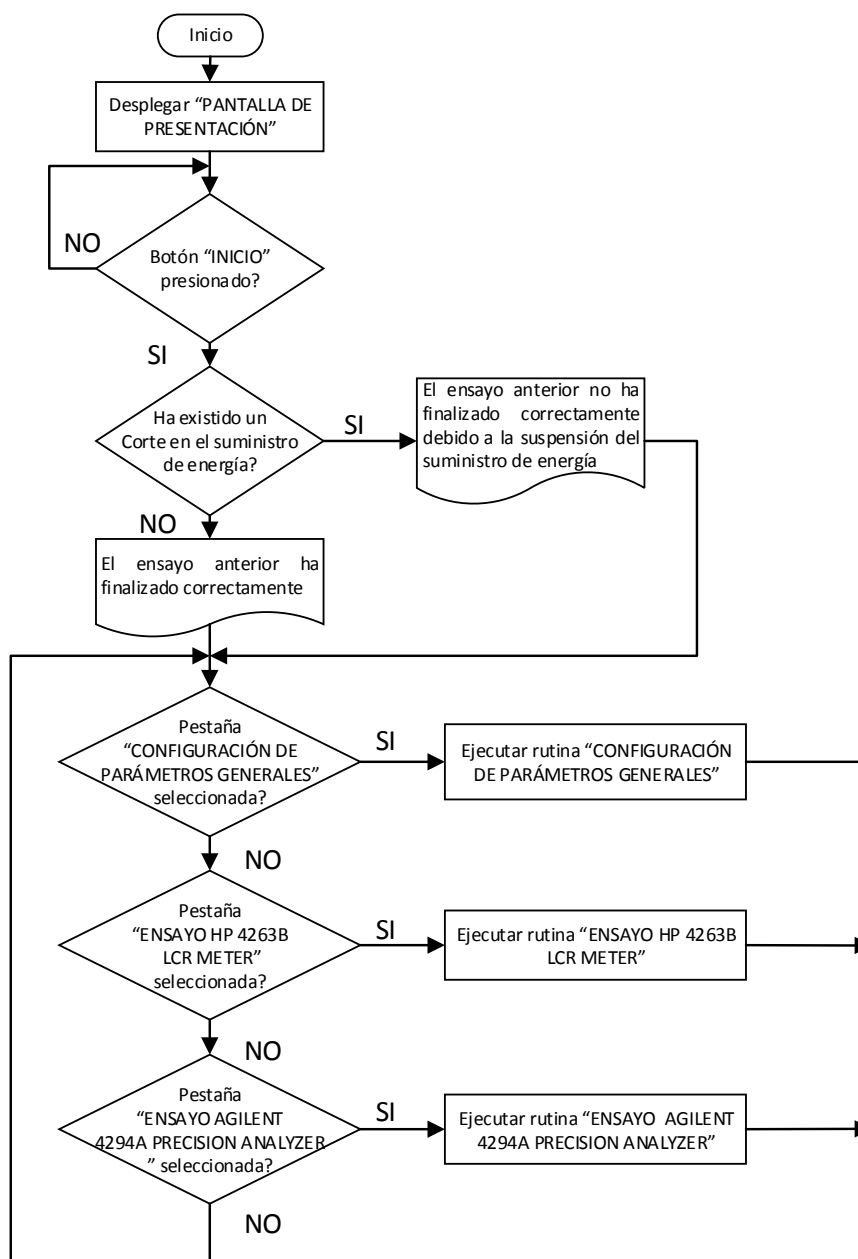 Inicio
Desplegar “PANTALLA DE
PRESENTACIÓN”
NO
Botón “INICIO”
presionado?
SI
Ha existido un
Corte en el suministro
de energía?
SI
El ensayo anterior no ha
finalizado correctamente
debido a la suspensión del
suministro de energía
NO
El ensayo anterior ha
finalizado correctamente
Pestaña
“CONFIGURACIÓN DE
PARÁMETROS GENERALES”
seleccionada?
SI
Ejecutar rutina “CONFIGURACIÓN
DE PARÁMETROS GENERALES”
NO
Pestaña
“ENSAYO HP 4263B
LCR METER”
seleccionada?
SI
Ejecutar rutina “ENSAYO HP 4263B
LCR METER”
NO
Pestaña
“ENSAYO AGILENT
4294A PRECISION ANALYZER
” seleccionada?
SI
Ejecutar rutina “ENSAYO AGILENT
4294A PRECISION ANALYZER”
NO